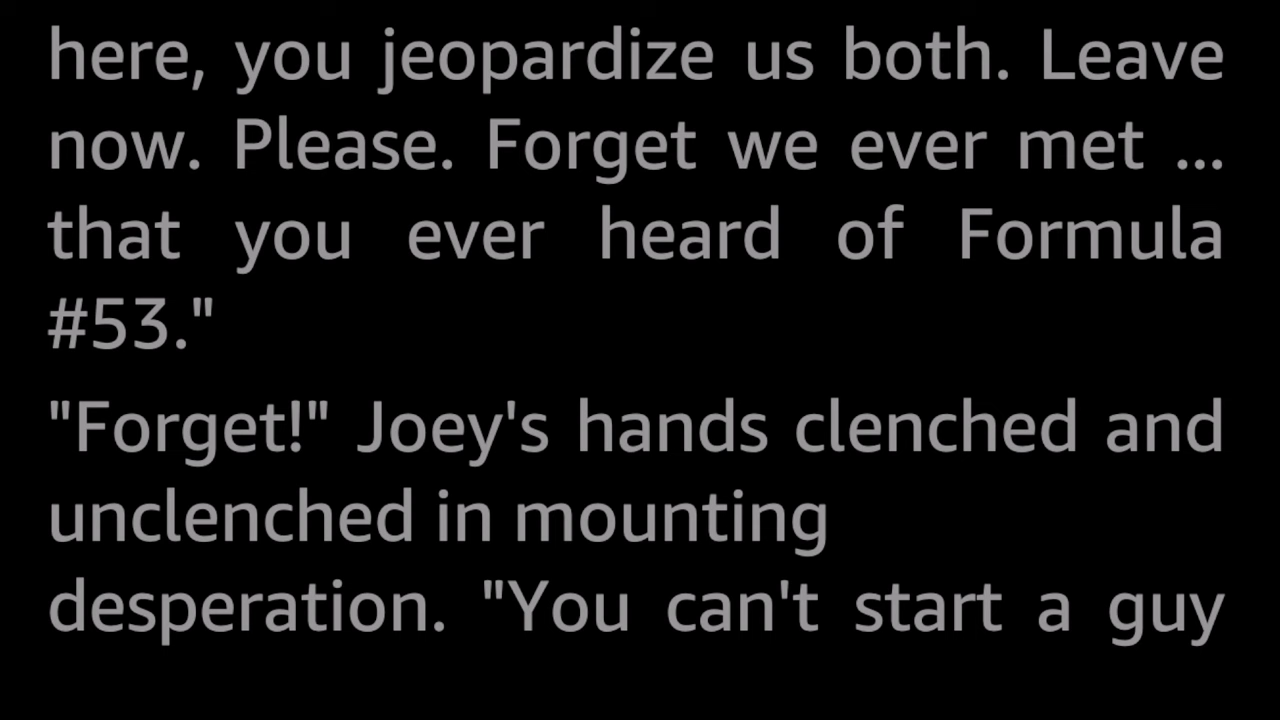 here, you jeopardize us both. Leave
now. Please. Forget we ever met ...
that you ever heard of Formula
#53."
"Forget!" Joey's hands clenched and
unclenched in mounting
desperation. "You can't start a guy